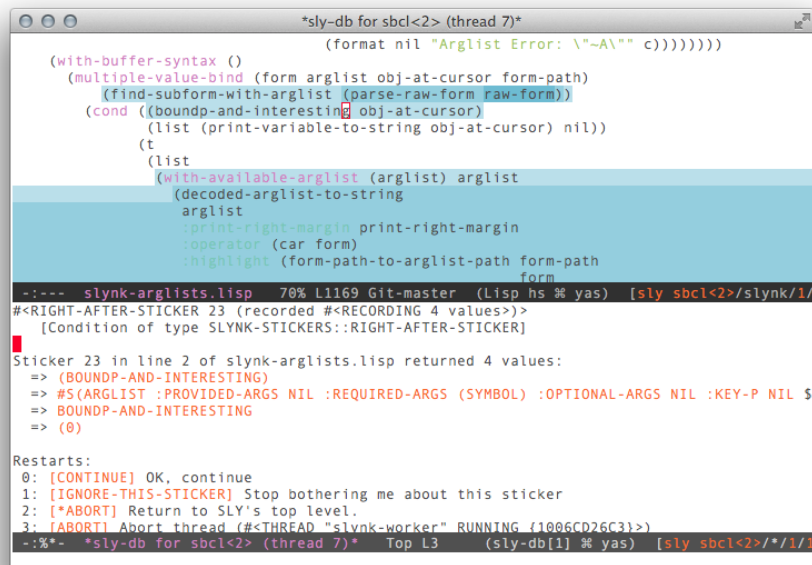 *sly-db for sbcl<2> (thread 7)*
(format nil "Arglist Error: \"~A\"" c))))))))
(with-buffer-syntax ()
(multiple-value-bind (form arglist obj-at-cursor form-path)
(find-subform-with-arglist (parse-raw-form raw-form))
(cond ((boundp-and-interesting obj-at-cursor)
(list (print-variable-to-string obj-at-cursor) nil))
(t
(list
(with-available-arglist (arglist) arglist
(decoded-arglist-to-string
arglist
:print-right-margin print-right-margin
:operator (car form)
:highlight (form-path-to-arglist-path form-path
form
-:--- slynk-arglists.lisp 70% L1169 Git-master (Lisp hs ⌘ yas) [sly sbcl<2>/slynk/1/
#<RIGHT-AFTER-STICKER 23 (recorded #<RECORDING 4 values>)>
[Condition of type SLYNK-STICKERS::RIGHT-AFTER-STICKER]
Sticker 23 in line 2 of slynk-arglists.lisp returned 4 values:
=> (BOUNDP-AND-INTERESTING)
=> #S(ARGLIST :PROVIDED-ARGS NIL :REQUIRED-ARGS (SYMBOL) :OPTIONAL-ARGS NIL :KEY-P NIL $
=> BOUNDP-AND-INTERESTING
=> (0)
Restarts:
0: [CONTINUE] OK, continue
1: [IGNORE-THIS-STICKER] Stop bothering me about this sticker
2: [*ABORT] Return to SLY's top level.
3: [ABORT] Abort thread (#<THREAD "slynk-worker" RUNNING {1006CD26C3}>)
-:%*- *sly-db for sbcl<2> (thread 7)* Top L3 (sly-db[1] ⌘ yas) [sly sbcl<2>/*/1/1